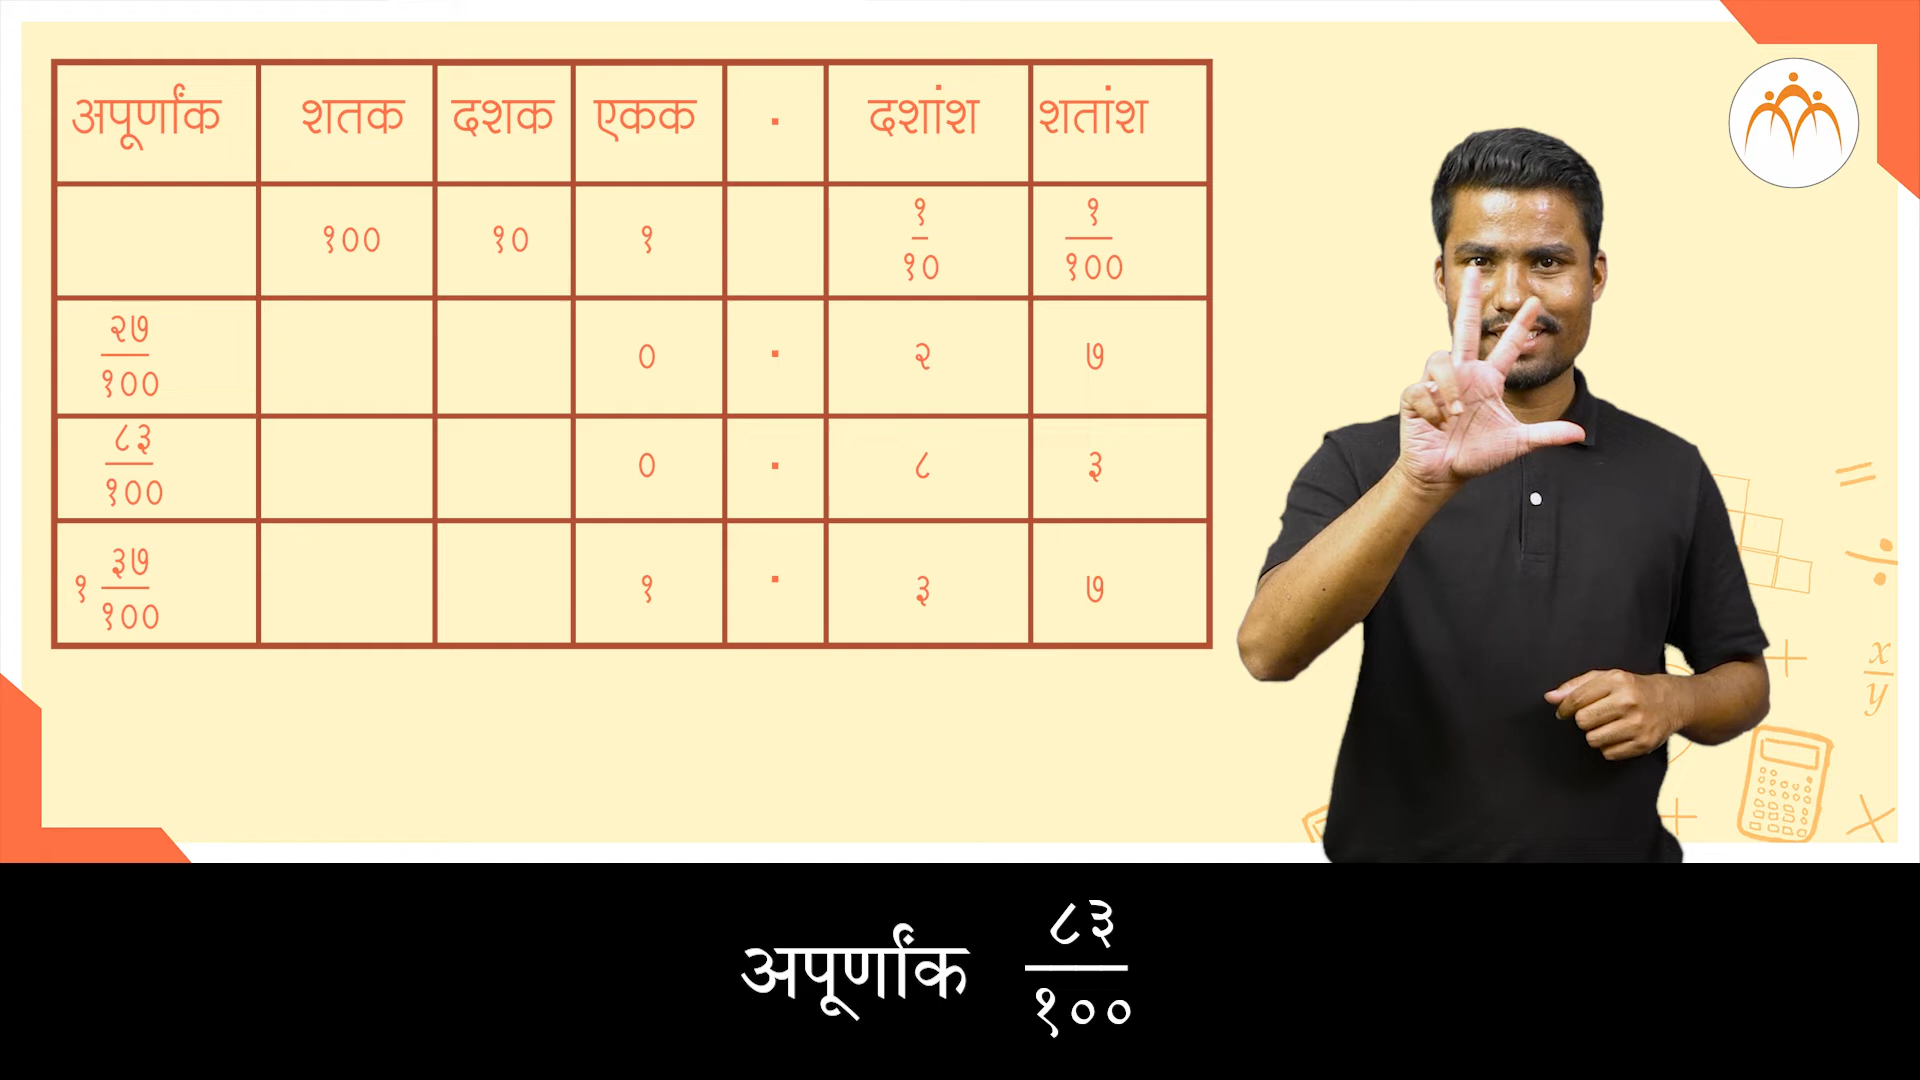 अपूर्णांक शतक दशक एकक . दशांश शतांश
१०० १० १ १/१० १/१००
२७/१०० ० . २ ७
८३/१०० ० . ८ ३
१ ३७/१०० १ . ३ ७
=
÷
+
x/y
+ ×
अपूर्णांक ८३/१००